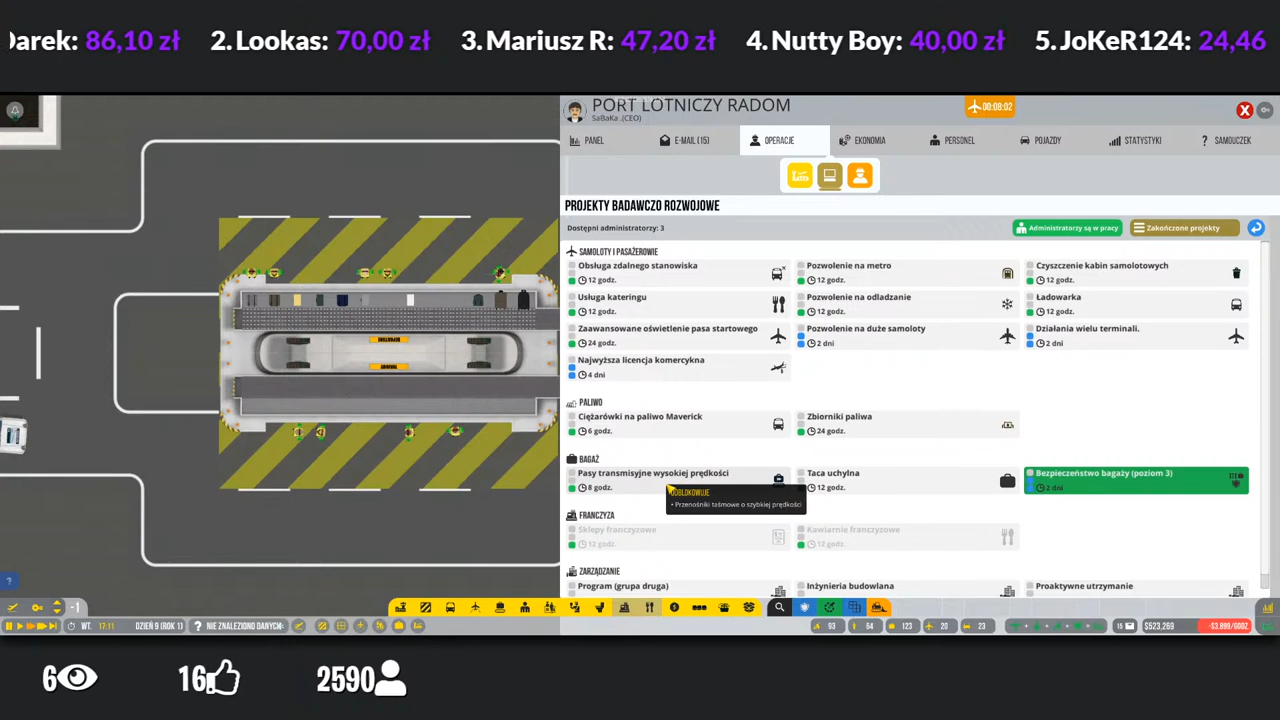 Darek: 86,10 zł 2. Lookas: 70,00 zł 3. Mariusz R: 47,20 zł 4. Nutty Boy: 40,00 zł 5. JoKeR124: 24,46
PORT LOTNICZY RADOM
SaBaKa .(CEO)
00:08:02
PANEL E-MAIL (15) OPERACJE EKONOMIA PERSONEL POJAZDY STATYSTYKI ? SAMOUCZEK
PROJEKTY BADAWCZO ROZWOJOWE
Dostępni administratorzy: 3 Administratorzy są w pracy Zakończone projekty
SAMOLOTY I PASAŻEROWIE
Obsługa zdalnego stanowiska Pozwolenie na metro Czyszczenie kabin samolotowych
12 godz. 12 godz. 12 godz.
Usługa kateringu Pozwolenie na odladzanie Ładowarka
12 godz. 12 godz. 12 godz.
Zaawansowane oświetlenie pasa startowego Pozwolenie na duże samoloty Działania wielu terminali.
24 godz. 2 dni 2 dni
Najwyższa licencja komercyjna
4 dni
PALIWO
Ciężarówki na paliwo Maverick Zbiorniki paliwa
6 godz. 24 godz.
BAGAŻ
Pasy transmisyjne wysokiej prędkości Taca uchylna Bezpieczeństwo bagaży (poziom 3)
8 godz. 12 godz. 2 dni
ODBLOKOWUJE
• Przenośniki taśmowe o szybkiej prędkości
FRANCZYZA
Sklepy franczyzowe Kawiarnie franczyzowe
12 godz. 12 godz.
ZARZĄDZANIE
Program (grupa druga) Inżynieria budowlana Proaktywne utrzymanie
? -1
WT. 17:11 DZIEŃ 9 (ROK 1) ? NIE ZNALEZIONO DANYCH 93 64 123 20 23 15 $523,269 -$3,899/GODZ
6 16 2590